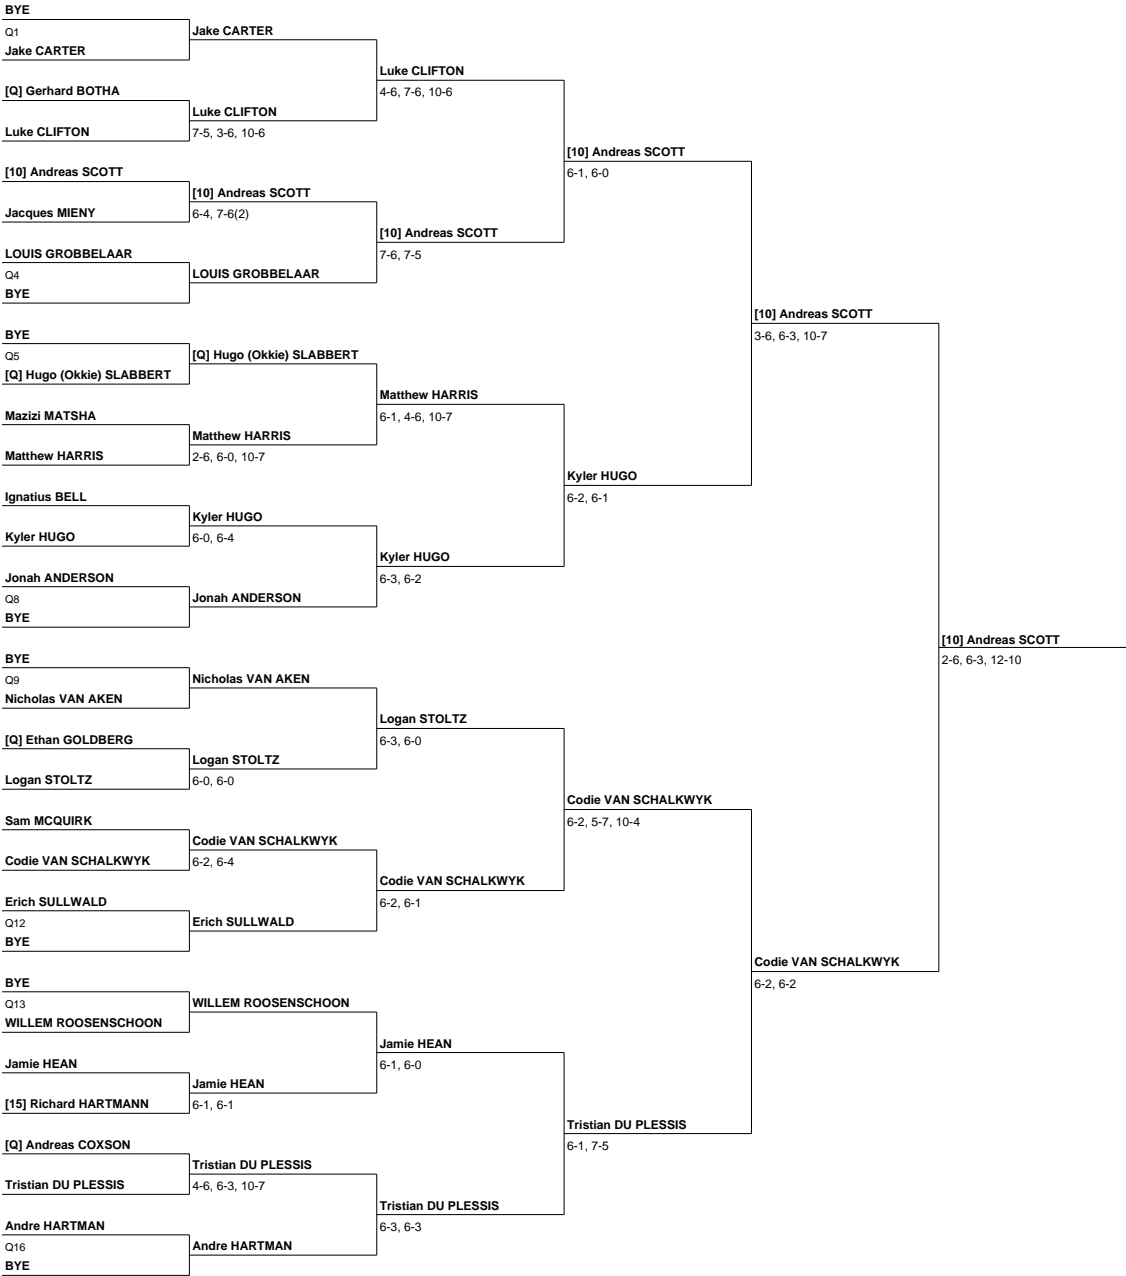 BYE
Q1
Jake CARTER
Jake CARTER
Luke CLIFTON
4-6, 7-6, 10-6
[Q] Gerhard BOTHA
Luke CLIFTON
Luke CLIFTON
7-5, 3-6, 10-6
[10] Andreas SCOTT
6-1, 6-0
[10] Andreas SCOTT
Jacques MIENY
[10] Andreas SCOTT
6-4, 7-6(2)
[10] Andreas SCOTT
7-6, 7-5
LOUIS GROBBELAAR
Q4
BYE
LOUIS GROBBELAAR
[10] Andreas SCOTT
3-6, 6-3, 10-7
BYE
Q5
[Q] Hugo (Okkie) SLABBERT
[Q] Hugo (Okkie) SLABBERT
Matthew HARRIS
6-1, 4-6, 10-7
Mazizi MATSHA
Matthew HARRIS
Matthew HARRIS
2-6, 6-0, 10-7
Kyler HUGO
6-2, 6-1
Ignatius BELL
Kyler HUGO
Kyler HUGO
6-0, 6-4
Kyler HUGO
6-3, 6-2
Jonah ANDERSON
Q8
BYE
Jonah ANDERSON
[10] Andreas SCOTT
2-6, 6-3, 12-10
BYE
Q9
Nicholas VAN AKEN
Nicholas VAN AKEN
Logan STOLTZ
6-3, 6-0
[Q] Ethan GOLDBERG
Logan STOLTZ
Logan STOLTZ
6-0, 6-0
Codie VAN SCHALKWYK
6-2, 5-7, 10-4
Sam MCQUIRK
Codie VAN SCHALKWYK
Codie VAN SCHALKWYK
6-2, 6-4
Codie VAN SCHALKWYK
6-2, 6-1
Erich SULLWALD
Q12
BYE
Erich SULLWALD
Codie VAN SCHALKWYK
6-2, 6-2
BYE
Q13
WILLEM ROOSENSCHOON
WILLEM ROOSENSCHOON
Jamie HEAN
6-1, 6-0
Jamie HEAN
[15] Richard HARTMANN
Jamie HEAN
6-1, 6-1
Tristian DU PLESSIS
6-1, 7-5
[Q] Andreas COXSON
Tristian DU PLESSIS
Tristian DU PLESSIS
4-6, 6-3, 10-7
Tristian DU PLESSIS
6-3, 6-3
Andre HARTMAN
Q16
BYE
Andre HARTMAN